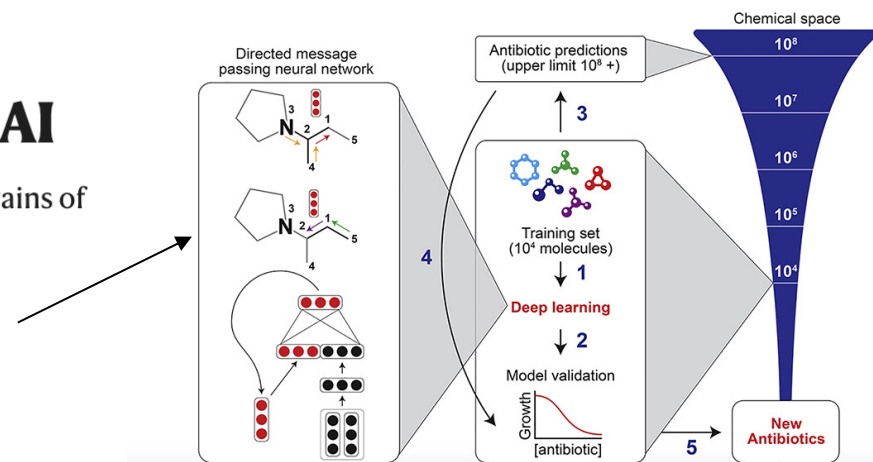 AI
ains of
Directed message
passing neural network
3
N
2
1
5
4
3
N
2
1
5
4
Antibiotic predictions
(upper limit 10⁸ +)
3
4
Training set
(10⁴ molecules)
1
Deep learning
2
Model validation
Growth
[antibiotic]
5
Chemical space
10⁸
10⁷
10⁶
10⁵
10⁴
New
Antibiotics